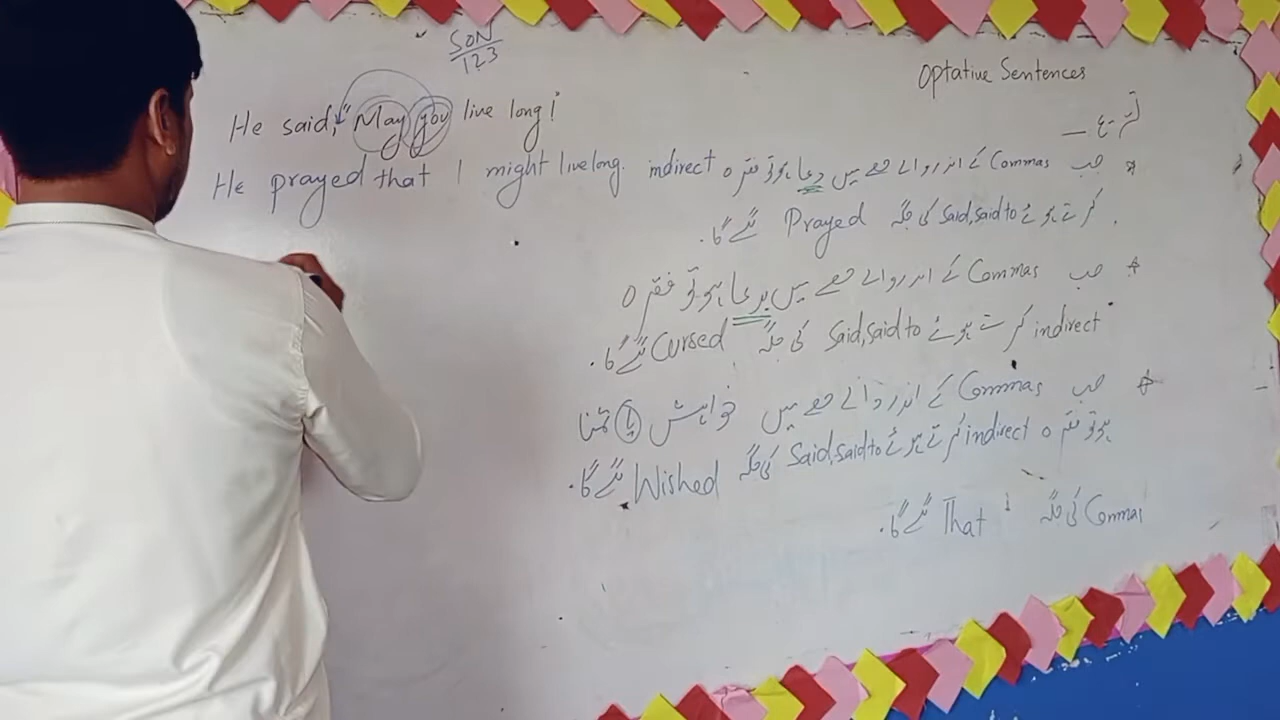 SON
123
Optative Sentences
He said, "May you live long!"
He prayed that I might live long.
جب Commas کے اندر والے حصے میں دعا ہو تو فقرہ indirect
کرتے ہوئے Said, said to کی جگہ Prayed لگے گا۔
جب Commas کے اندر والے حصے میں بدعا ہو تو فقرہ
indirect کرتے ہوئے Said, said to کی جگہ Cursed لگے گا۔
جب Commas کے اندر والے حصے میں خواہش یا تمنا
ہو تو فقرہ indirect کرتے ہوئے Said, said to کی جگہ Wished لگے گا۔
Commas کی جگہ That لگے گا۔